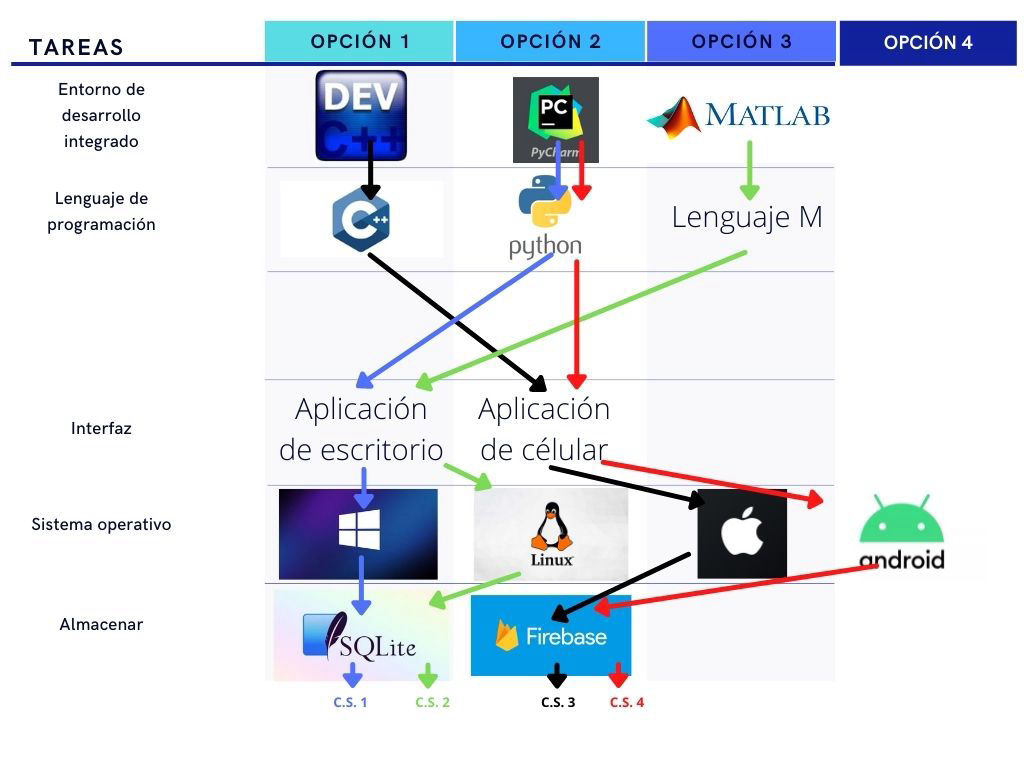 TAREAS
OPCIÓN 1
OPCIÓN 2
OPCIÓN 3
OPCIÓN 4
Entorno de
desarrollo
integrado
DEV
C++
PC
PyCharm
MATLAB
Lenguaje de
programación
C++
python
Lenguaje M
Interfaz
Aplicación
de escritorio
Aplicación
de célular
Sistema operativo
Linux
android
Almacenar
SQLite
Firebase
C.S. 1
C.S. 2
C.S. 3
C.S. 4